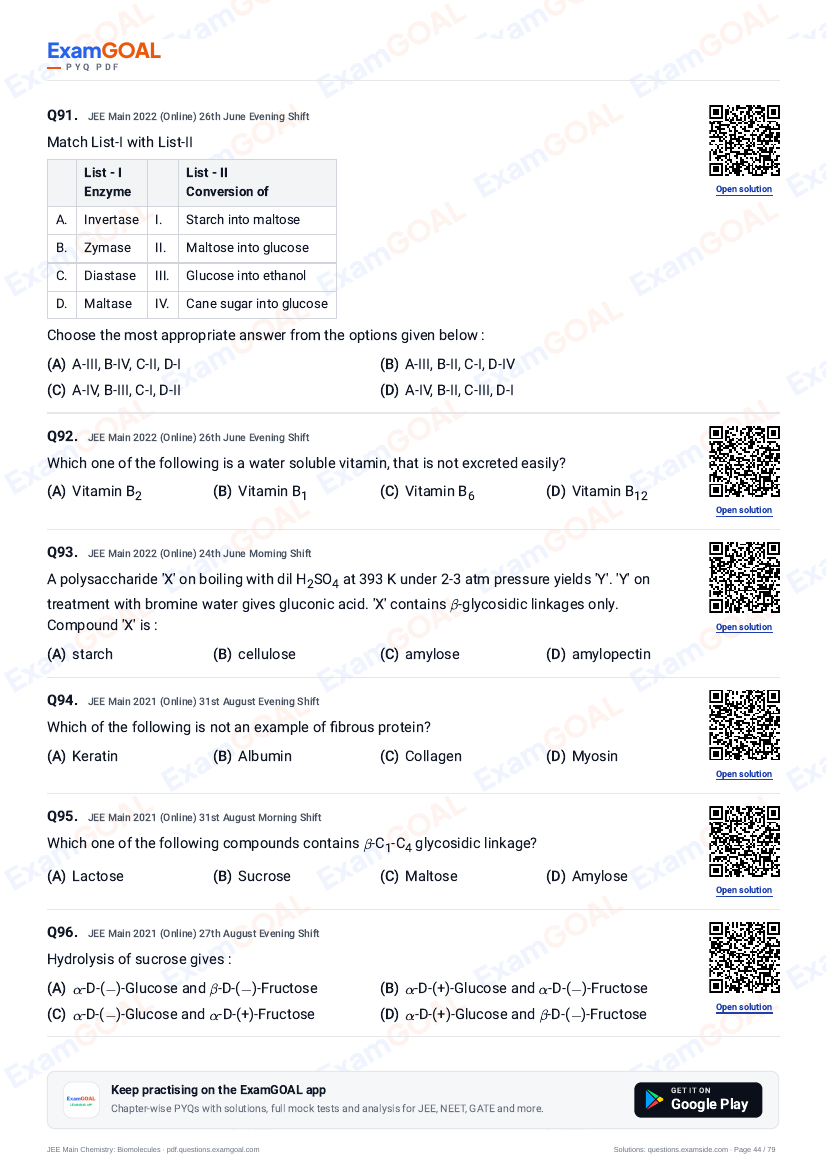 ExamGOAL
PYQ PDF
Q91. JEE Main 2022 (Online) 26th June Evening Shift
Match List-I with List-II
List - I Enzyme List - II Conversion of
A. Invertase I. Starch into maltose
B. Zymase II. Maltose into glucose
C. Diastase III. Glucose into ethanol
D. Maltase IV. Cane sugar into glucose
Choose the most appropriate answer from the options given below :
(A) A-III, B-IV, C-II, D-I (B) A-III, B-II, C-I, D-IV
(C) A-IV, B-III, C-I, D-II (D) A-IV, B-II, C-III, D-I
Open solution
Q92. JEE Main 2022 (Online) 26th June Evening Shift
Which one of the following is a water soluble vitamin, that is not excreted easily?
(A) Vitamin B₂ (B) Vitamin B₁ (C) Vitamin B₆ (D) Vitamin B₁₂
Open solution
Q93. JEE Main 2022 (Online) 24th June Morning Shift
A polysaccharide 'X' on boiling with dil H₂SO₄ at 393 K under 2-3 atm pressure yields 'Y'. 'Y' on
treatment with bromine water gives gluconic acid. 'X' contains β-glycosidic linkages only.
Compound 'X' is :
(A) starch (B) cellulose (C) amylose (D) amylopectin
Open solution
Q94. JEE Main 2021 (Online) 31st August Evening Shift
Which of the following is not an example of fibrous protein?
(A) Keratin (B) Albumin (C) Collagen (D) Myosin
Open solution
Q95. JEE Main 2021 (Online) 31st August Morning Shift
Which one of the following compounds contains β-C₁-C₄ glycosidic linkage?
(A) Lactose (B) Sucrose (C) Maltose (D) Amylose
Open solution
Q96. JEE Main 2021 (Online) 27th August Evening Shift
Hydrolysis of sucrose gives :
(A) α-D-(−)-Glucose and β-D-(−)-Fructose (B) α-D-(+)-Glucose and α-D-(−)-Fructose
(C) α-D-(−)-Glucose and α-D-(+)-Fructose (D) α-D-(+)-Glucose and β-D-(−)-Fructose
Open solution
ExamGOAL
Keep practising on the ExamGOAL app
Chapter-wise PYQs with solutions, full mock tests and analysis for JEE, NEET, GATE and more.
GET IT ON
Google Play
JEE Main Chemistry: Biomolecules · pdf.questions.examgoal.com Solutions: questions.examside.com · Page 44 / 79